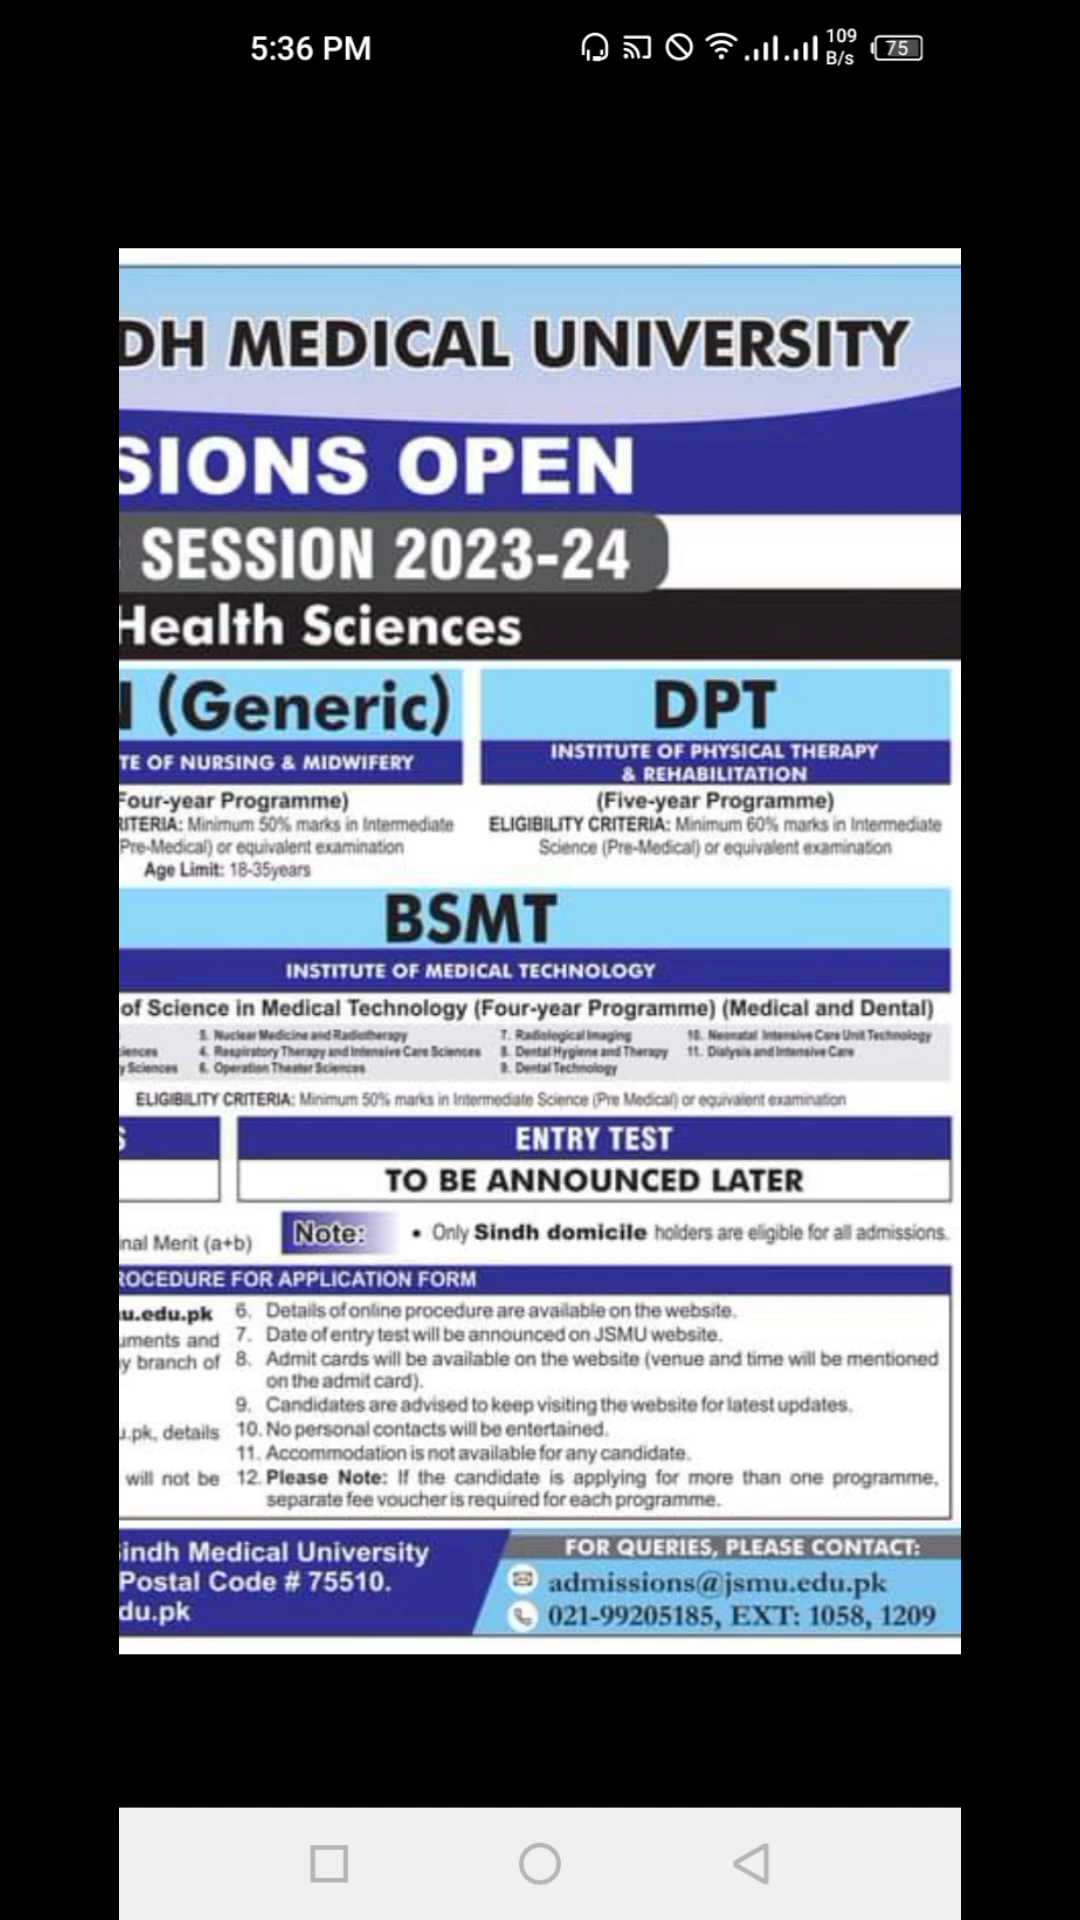 5:36 PM
109
B/s
75
DH MEDICAL UNIVERSITY
SIONS OPEN
SESSION 2023-24
Health Sciences
(Generic)
TE OF NURSING & MIDWIFERY
Four-year Programme)
RITERIA: Minimum 50% marks in Intermediate
Pre-Medical) or equivalent examination
Age Limit: 18-35years
DPT
INSTITUTE OF PHYSICAL THERAPY
& REHABILITATION
(Five-year Programme)
ELIGIBILITY CRITERIA: Minimum 60% marks in Intermediate
Science (Pre-Medical) or equivalent examination
BSMT
INSTITUTE OF MEDICAL TECHNOLOGY
of Science in Medical Technology (Four-year Programme) (Medical and Dental)
ciences
y Sciences
5. Nuclear Medicine and Radiotherapy
4. Respiratory Therapy and Intensive Care Sciences
6. Operation Theater Sciences
7. Radiological Imaging
8. Dental Hygiene and Therapy
9. Dental Technology
10. Neonatal Intensive Care Unit Technology
11. Dialysis and Intensive Care
ELIGIBILITY CRITERIA: Minimum 50% marks in Intermediate Science (Pre Medical) or equivalent examination
S
ENTRY TEST
TO BE ANNOUNCED LATER
nal Merit (a+b)
Note:
• Only Sindh domicile holders are eligible for all admissions.
ROCEDURE FOR APPLICATION FORM
u.edu.pk
uments and
y branch of
u.pk, details
will not be
6. Details of online procedure are available on the website.
7. Date of entry test will be announced on JSMU website.
8. Admit cards will be available on the website (venue and time will be mentioned
on the admit card).
9. Candidates are advised to keep visiting the website for latest updates.
10. No personal contacts will be entertained.
11. Accommodation is not available for any candidate.
12. Please Note: If the candidate is applying for more than one programme,
separate fee voucher is required for each programme.
indh Medical University
Postal Code # 75510.
du.pk
FOR QUERIES, PLEASE CONTACT:
admissions@jsmu.edu.pk
021-99205185, EXT: 1058, 1209